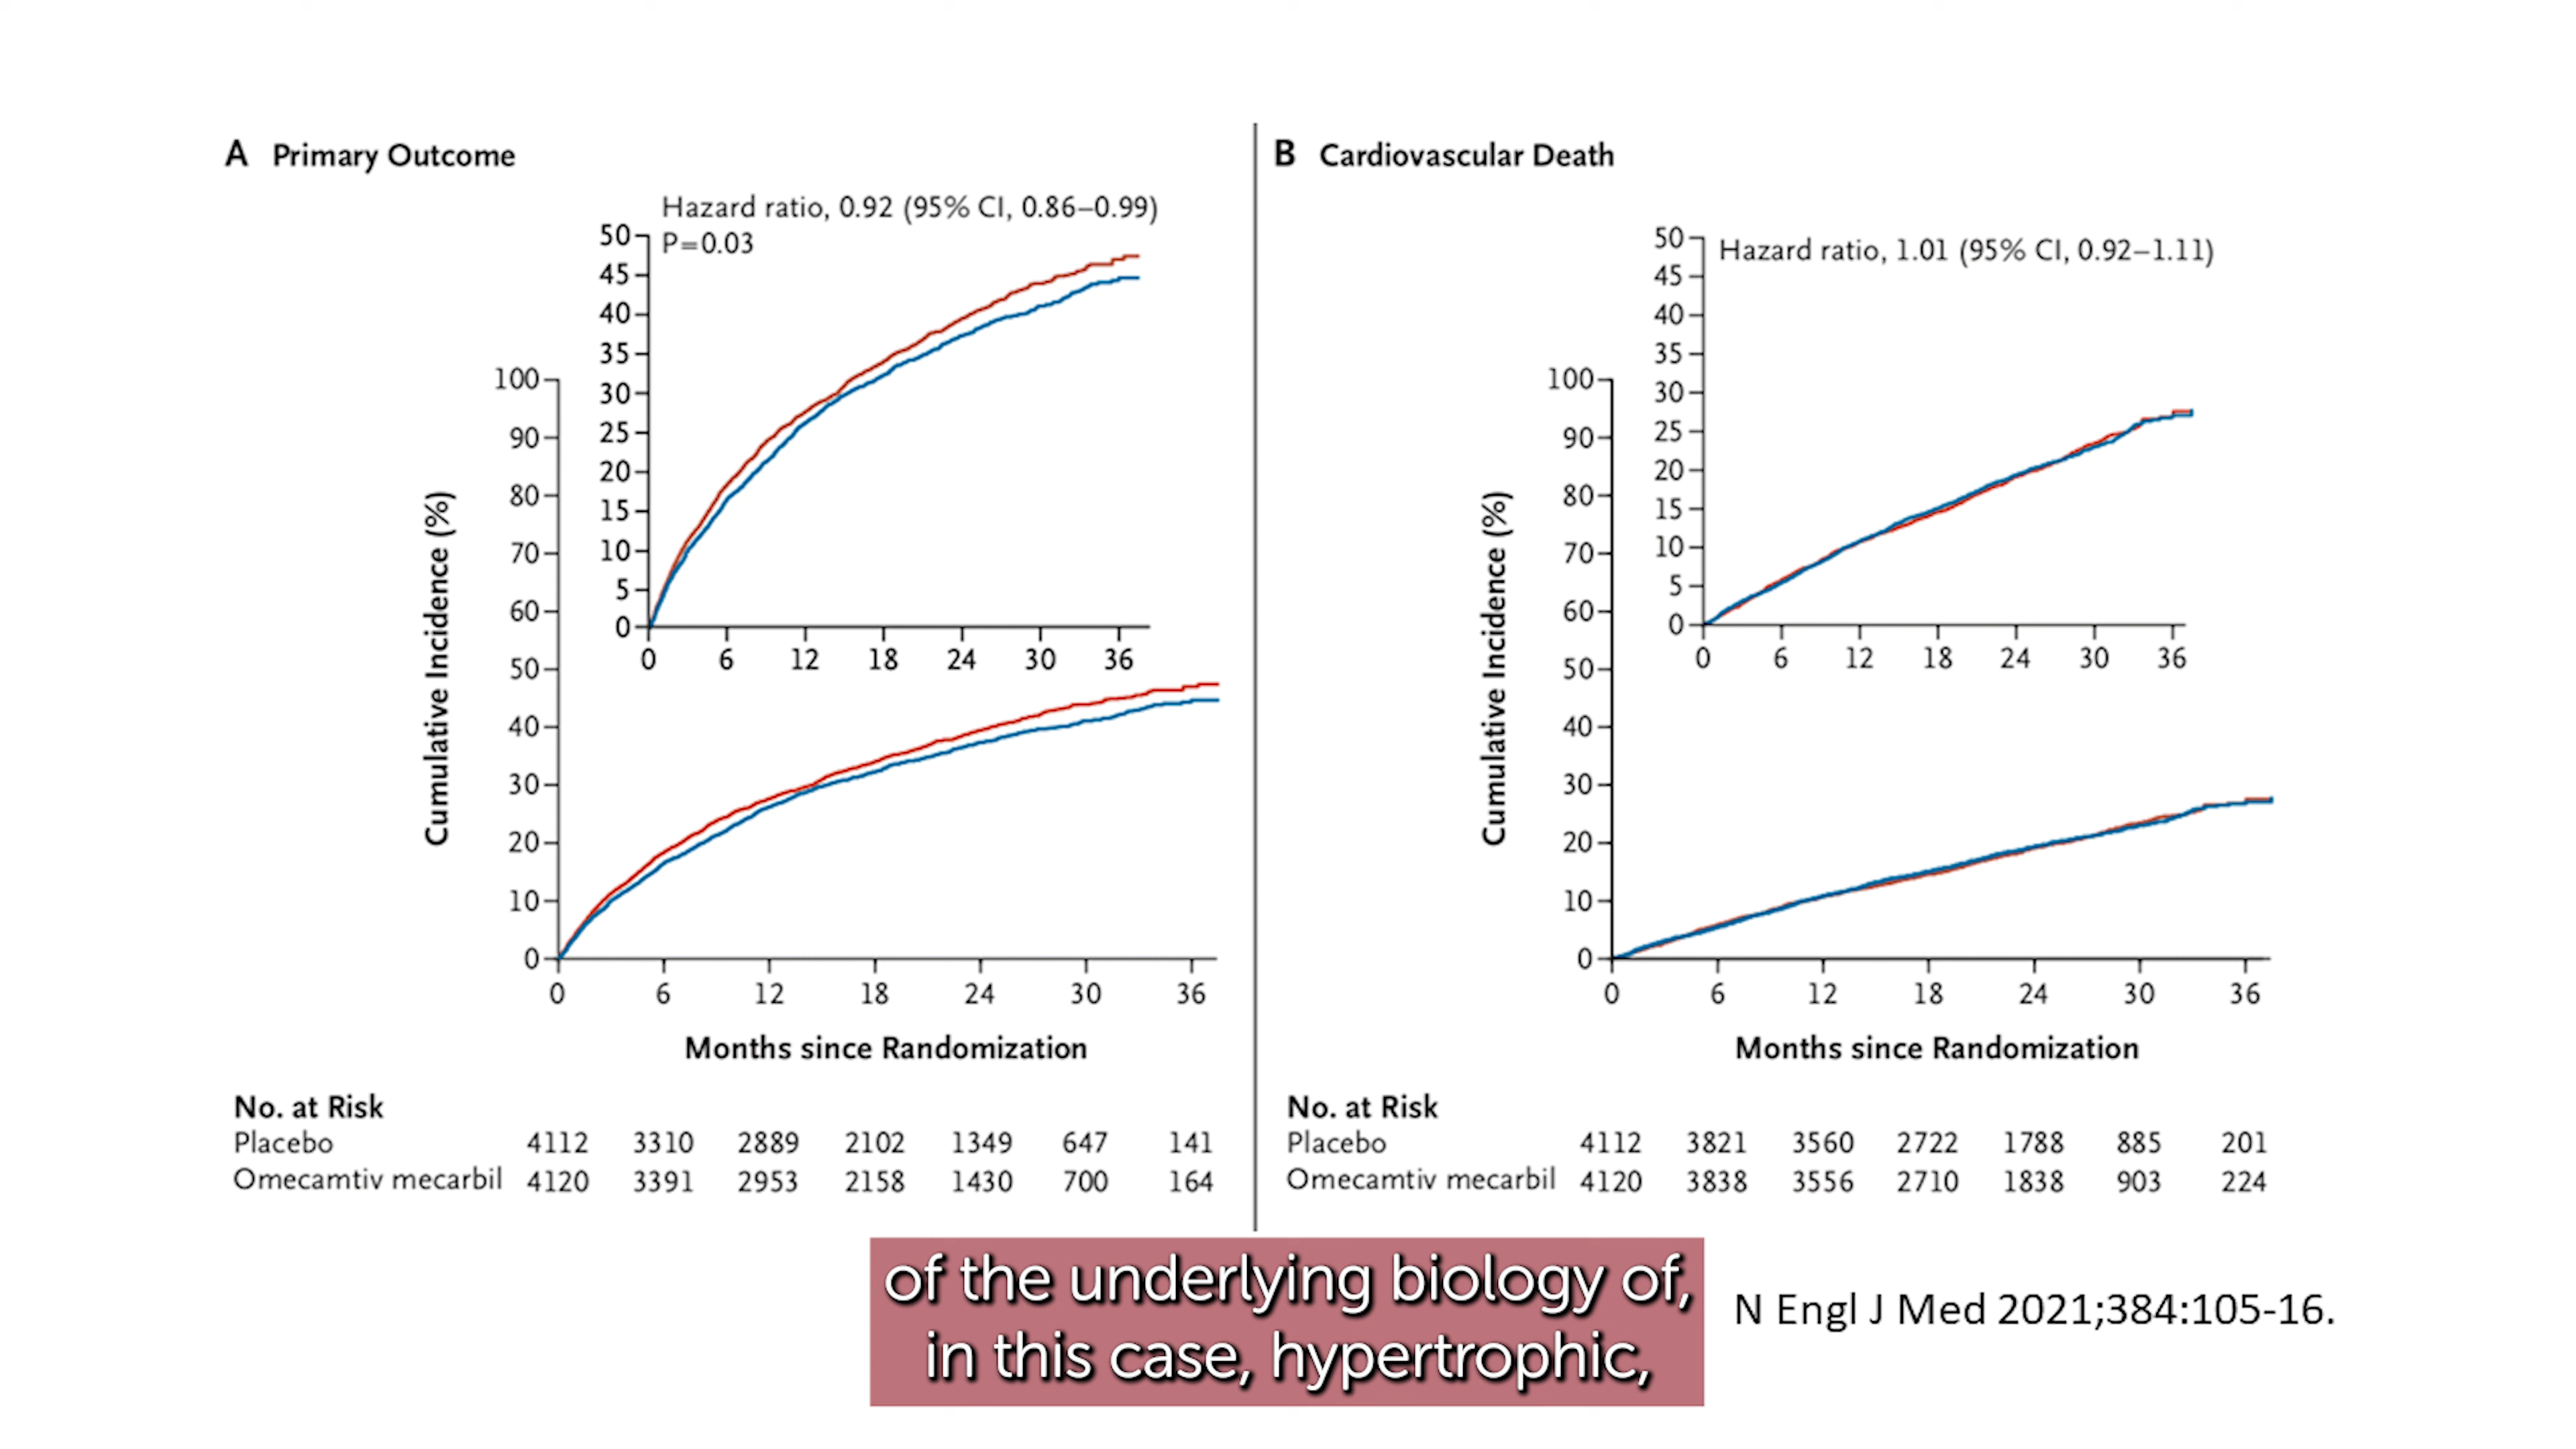 A Primary Outcome
Hazard ratio, 0.92 (95% CI, 0.86–0.99)
P=0.03
50
45
40
35
30
25
20
15
10
5
0
0 6 12 18 24 30 36
Cumulative Incidence (%)
100
90
80
70
60
50
40
30
20
10
0
0 6 12 18 24 30 36
Months since Randomization
No. at Risk
Placebo 4112 3310 2889 2102 1349 647 141
Omecamtiv mecarbil 4120 3391 2953 2158 1430 700 164
B Cardiovascular Death
Hazard ratio, 1.01 (95% CI, 0.92–1.11)
50
45
40
35
30
25
20
15
10
5
0
0 6 12 18 24 30 36
Cumulative Incidence (%)
100
90
80
70
60
50
40
30
20
10
0
0 6 12 18 24 30 36
Months since Randomization
No. at Risk
Placebo 4112 3821 3560 2722 1788 885 201
Omecamtiv mecarbil 4120 3838 3556 2710 1838 903 224
of the underlying biology of,
in this case, hypertrophic,
N Engl J Med 2021;384:105-16.